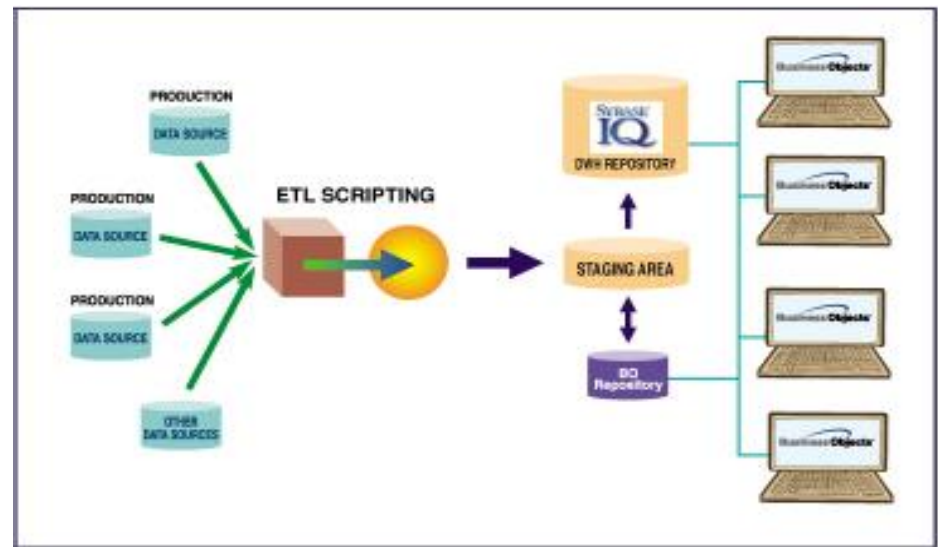 PRODUCTION
DATA SOURCE
PRODUCTION
DATA SOURCE
PRODUCTION
DATA SOURCE
OTHER
DATA SOURCES
ETL SCRIPTING
SYBASE
IQ
DWH REPOSITORY
STAGING AREA
BO
Repository
BusinessObjects
BusinessObjects
BusinessObjects
BusinessObjects